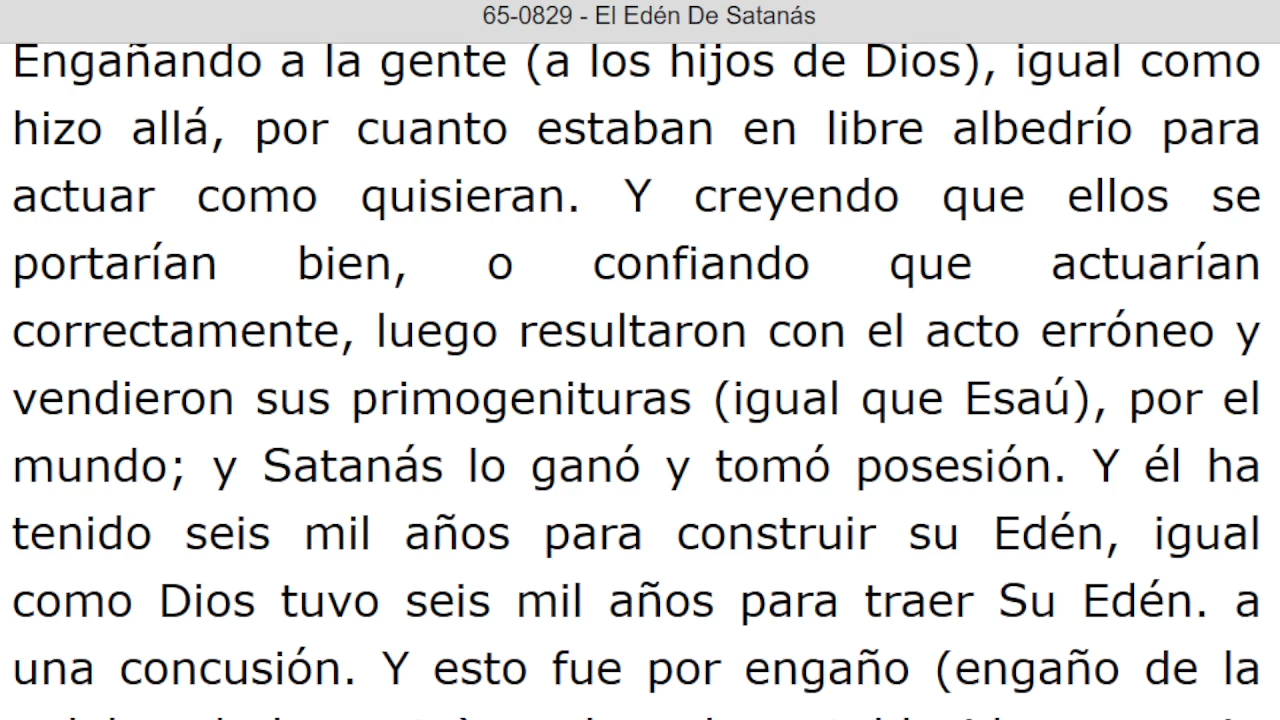 65-0829 - El Edén De Satanás
Engañando a la gente (a los hijos de Dios), igual como
hizo allá, por cuanto estaban en libre albedrío para
actuar como quisieran. Y creyendo que ellos se
portarían bien, o confiando que actuarían
correctamente, luego resultaron con el acto erróneo y
vendieron sus primogenituras (igual que Esaú), por el
mundo; y Satanás lo ganó y tomó posesión. Y él ha
tenido seis mil años para construir su Edén, igual
como Dios tuvo seis mil años para traer Su Edén. a
una concusión. Y esto fue por engaño (engaño de la